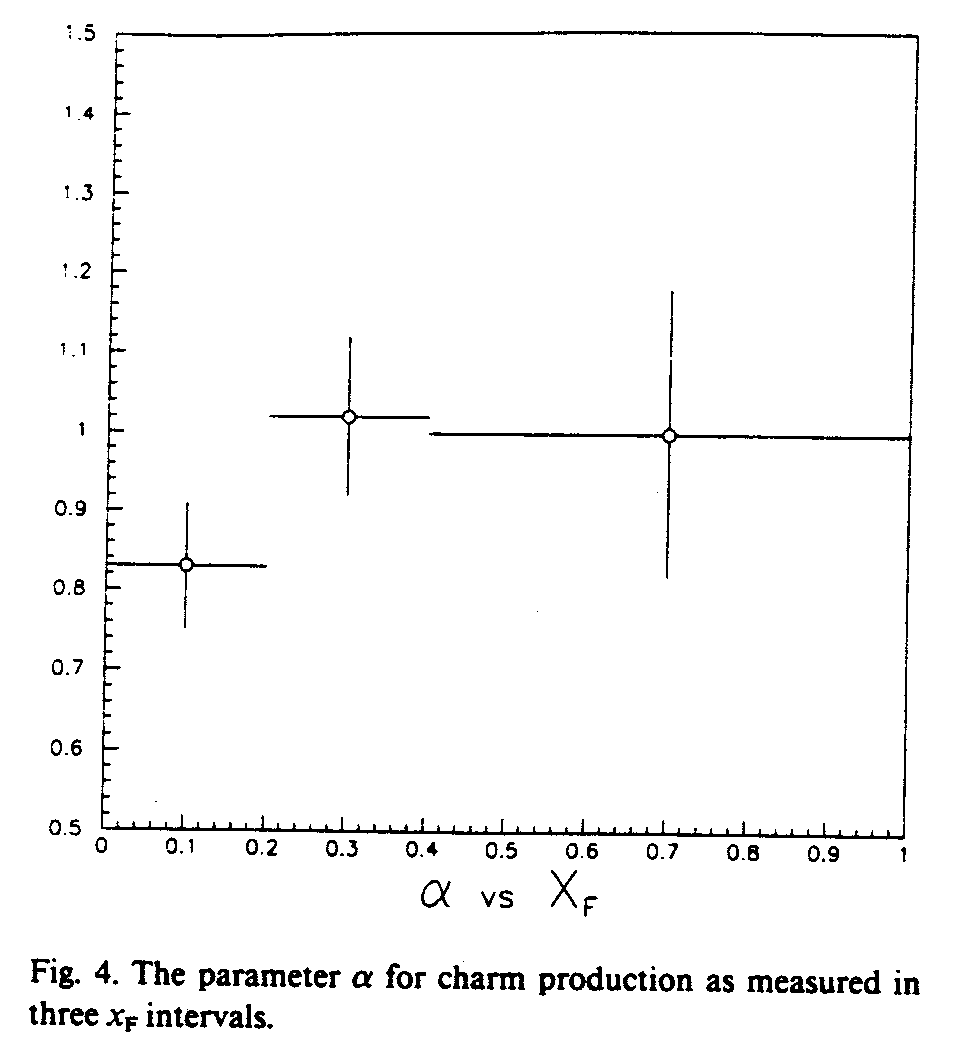 1.5
1.4
1.3
1.2
1.1
1
0.9
0.8
0.7
0.6
0.5
0 0.1 0.2 0.3 0.4 0.5 0.6 0.7 0.8 0.9 1
α vs X_F
Fig. 4. The parameter α for charm production as measured in
three x_F intervals.